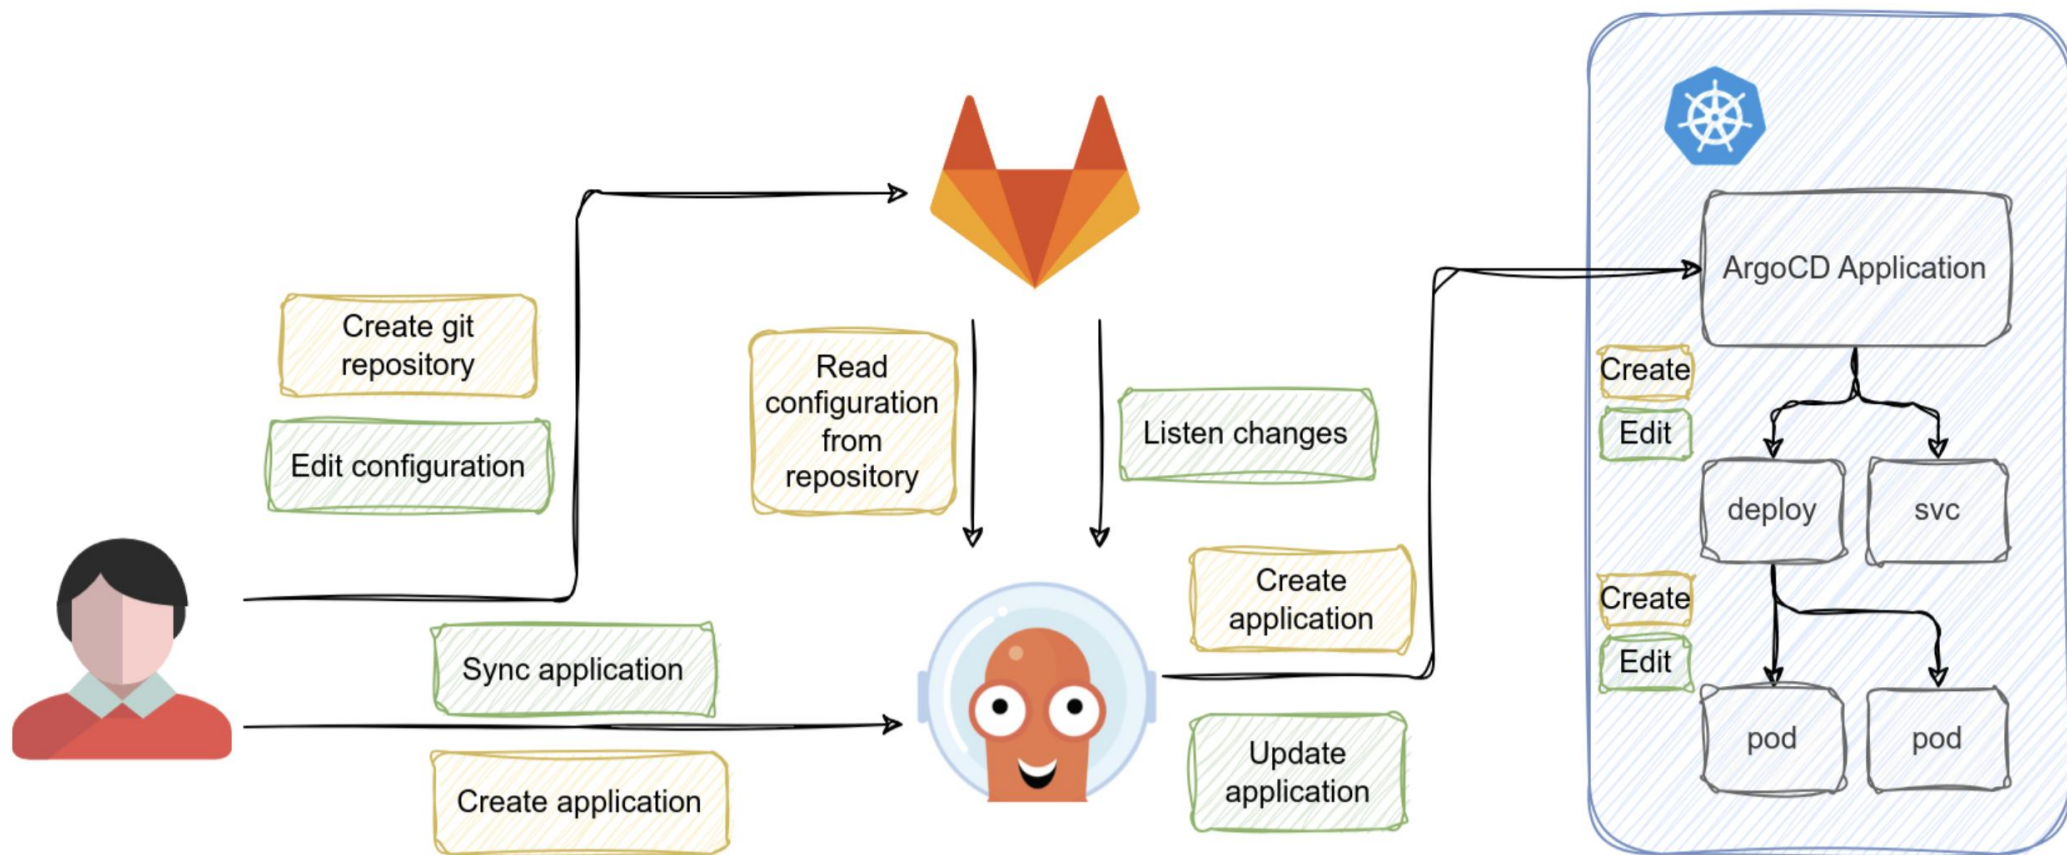 Create git
repository
Edit configuration
Sync application
Create application
Read
configuration
from
repository
Listen changes
Create
application
Update
application
ArgoCD Application
Create
Edit
deploy
svc
Create
Edit
pod
pod